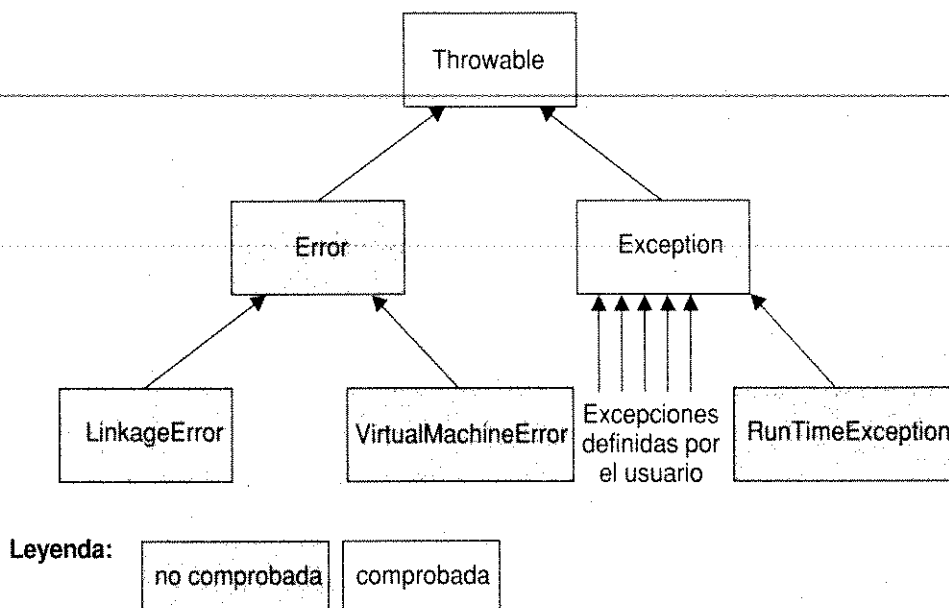 Throwable
Error
Exception
LinkageError
VirtualMachineError
Excepciones
definidas por
el usuario
RunTimeException
Leyenda:
no comprobada
comprobada